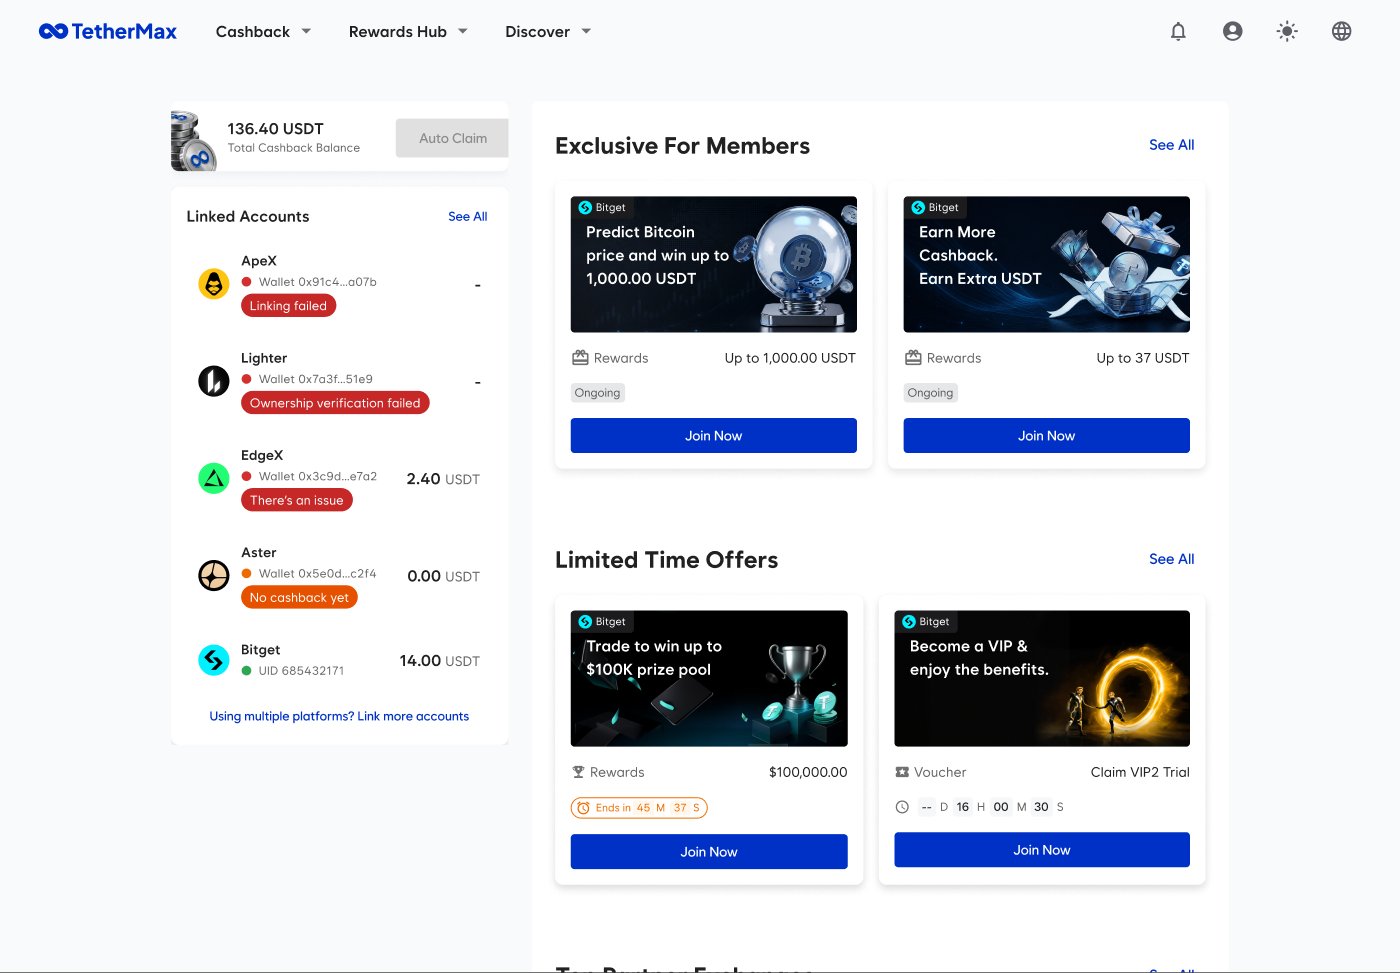 TetherMax
Cashback
Rewards Hub
Discover
136.40 USDT
Total Cashback Balance
Auto Claim
Linked Accounts
See All
ApeX
Wallet 0x91c4...a07b
-
Linking failed
Lighter
Wallet 0x7a3f...51e9
-
Ownership verification failed
EdgeX
Wallet 0x3c9d...e7a2
2.40 USDT
There's an issue
Aster
Wallet 0x5e0d...c2f4
0.00 USDT
No cashback yet
Bitget
UID 685432171
14.00 USDT
Using multiple platforms? Link more accounts
Exclusive For Members
See All
Bitget
Predict Bitcoin
price and win up to
1,000.00 USDT
Rewards
Up to 1,000.00 USDT
Ongoing
Join Now
Bitget
Earn More
Cashback.
Earn Extra USDT
Rewards
Up to 37 USDT
Ongoing
Join Now
Limited Time Offers
See All
Bitget
Trade to win up to
$100K prize pool
Rewards
$100,000.00
Ends in 45 M 37 S
Join Now
Bitget
Become a VIP &
enjoy the benefits.
Voucher
Claim VIP2 Trial
-- D 16 H 00 M 30 S
Join Now
Top Partner Exchanges
See All